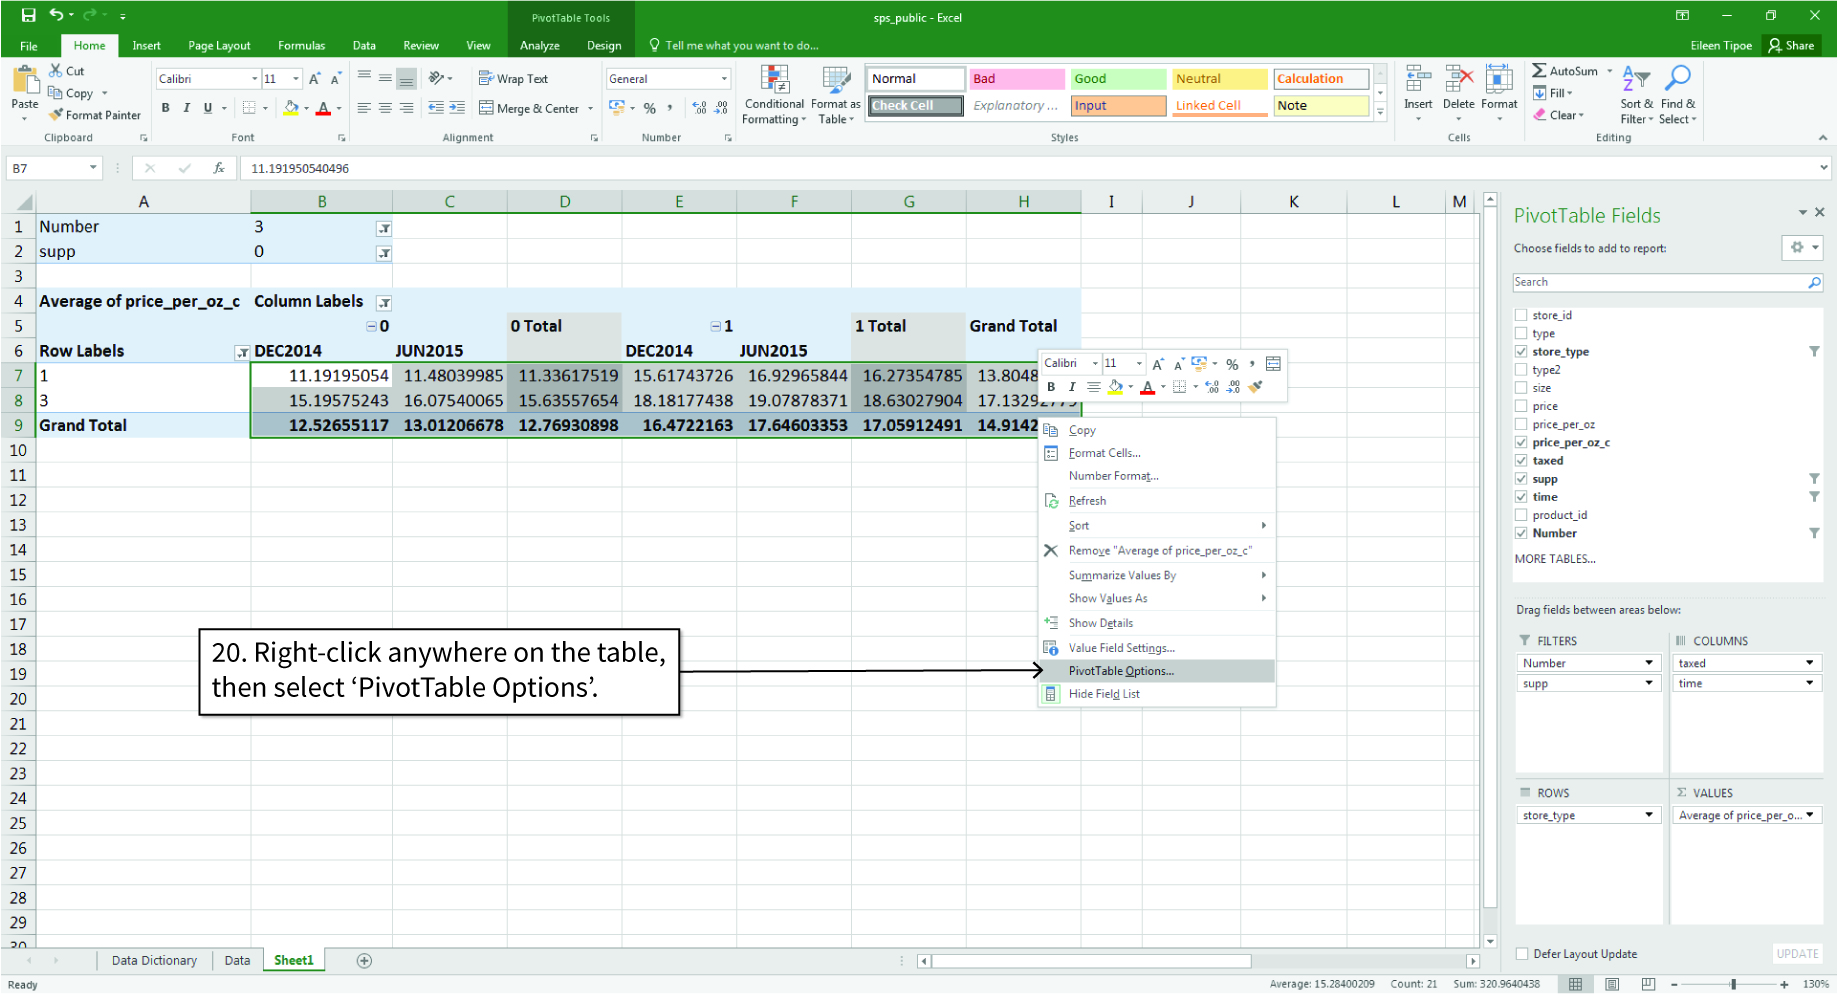 PivotTable Tools
sps_public - Excel
File Home Insert Page Layout Formulas Data Review View Analyze Design Tell me what you want to do... Eileen Tipoe Share
Paste
Cut
Copy
Format Painter
Clipboard
Calibri 11
B I U
Font
Wrap Text
Merge & Center
Alignment
General
Number
Conditional Formatting
Format as Table
Normal Bad Good Neutral Calculation
Check Cell Explanatory ... Input Linked Cell Note
Styles
Insert Delete Format
Cells
AutoSum
Fill
Clear
Sort & Filter
Find & Select
Editing
B7 fx 11.191950540496
A B C D E F G H I J K L M
1 Number 3
2 supp 0
3
4 Average of price_per_oz_c Column Labels
5 0 0 Total 1 1 Total Grand Total
6 Row Labels DEC2014 JUN2015 DEC2014 JUN2015
7 1 11.19195054 11.48039985 11.33617519 15.61743726 16.92965844 16.27354785 13.8048
8 3 15.19575243 16.07540065 15.63557654 18.18177438 19.07878371 18.63027904 17.13292775
9 Grand Total 12.52655117 13.01206678 12.76930898 16.4722163 17.64603353 17.05912491 14.9142
10
11
12
13
14
15
16
17
18
19
20
21
22
23
24
25
26
27
28
29
30
Calibri 11
B I
Copy
Format Cells...
Number Format...
Refresh
Sort
Remove "Average of price_per_oz_c"
Summarize Values By
Show Values As
Show Details
Value Field Settings...
PivotTable Options...
Hide Field List
20. Right-click anywhere on the table,
then select ‘PivotTable Options’.
PivotTable Fields
Choose fields to add to report:
Search
store_id
type
store_type
type2
size
price
price_per_oz
price_per_oz_c
taxed
supp
time
product_id
Number
MORE TABLES...
Drag fields between areas below:
FILTERS
Number
supp
COLUMNS
taxed
time
ROWS
store_type
VALUES
Average of price_per_o...
Defer Layout Update UPDATE
Data Dictionary Data Sheet1
Ready Average: 15.28400209 Count: 21 Sum: 320.9640438 130%